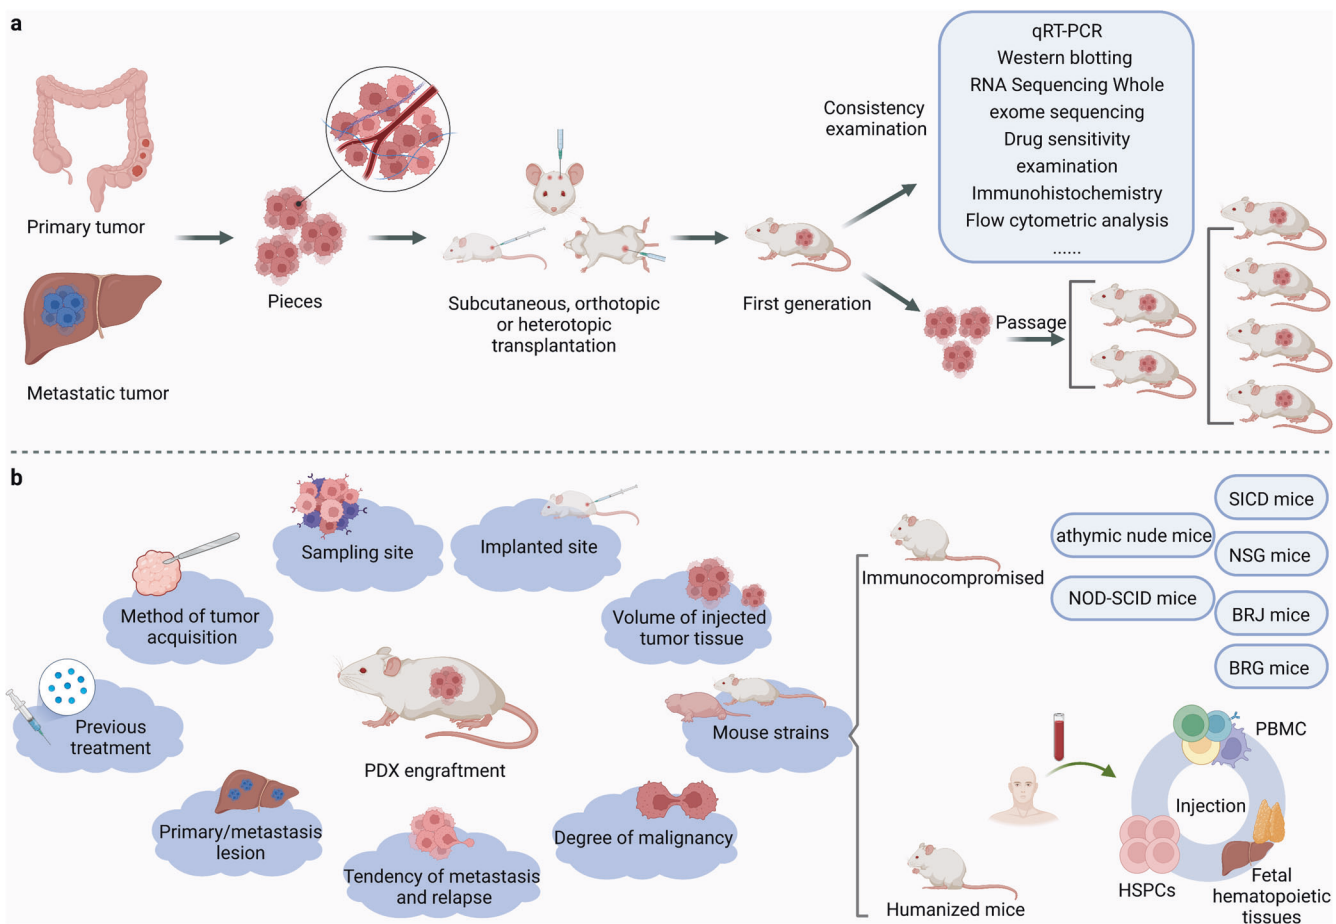 a
Primary tumor
Metastatic tumor
Pieces
Subcutaneous, orthotopic
or heterotopic
transplantation
First generation
Consistency
examination
qRT-PCR
Western blotting
RNA Sequencing Whole
exome sequencing
Drug sensitivity
examination
Immunohistochemistry
Flow cytometric analysis
......
Passage
b
Sampling site
Implanted site
Method of tumor
acquisition
Volume of injected
tumor tissue
Previous
treatment
PDX engraftment
Mouse strains
Primary/metastasis
lesion
Tendency of metastasis
and relapse
Degree of malignancy
Immunocompromised
athymic nude mice
NOD-SCID mice
SICD mice
NSG mice
BRJ mice
BRG mice
Humanized mice
PBMC
Injection
HSPCs
Fetal
hematopoietic
tissues